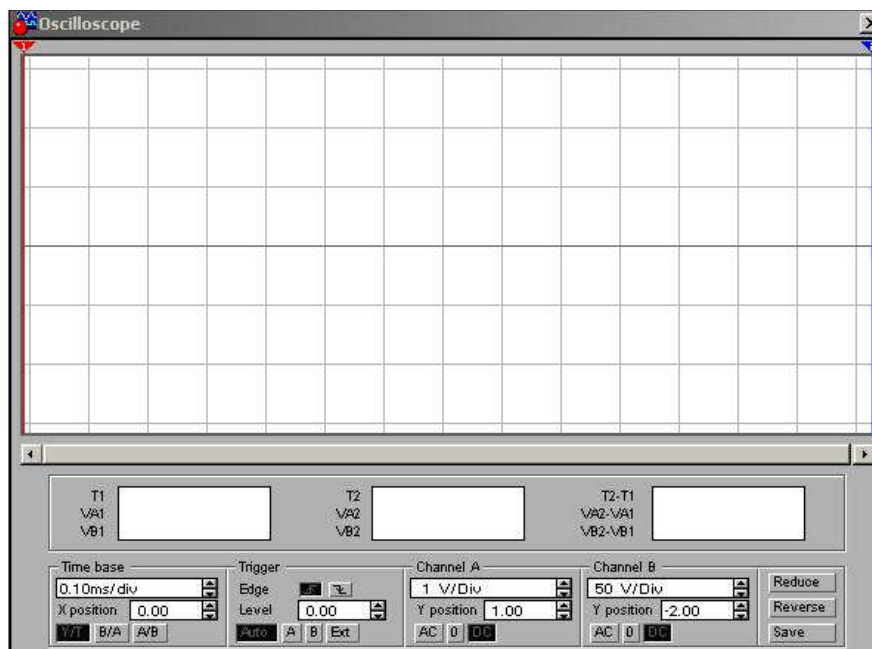 Oscilloscope
1
T1
VA1
VB1
T2
VA2
VB2
T2-T1
VA2-VA1
VB2-VB1
Time base
0.10ms/div
X position 0.00
Y/T B/A A/B
Trigger
Edge
Level 0.00
Auto A B Ext
Channel A
1 V/Div
Y position 1.00
AC 0 DC
Channel B
50 V/Div
Y position -2.00
AC 0 DC
Reduce
Reverse
Save